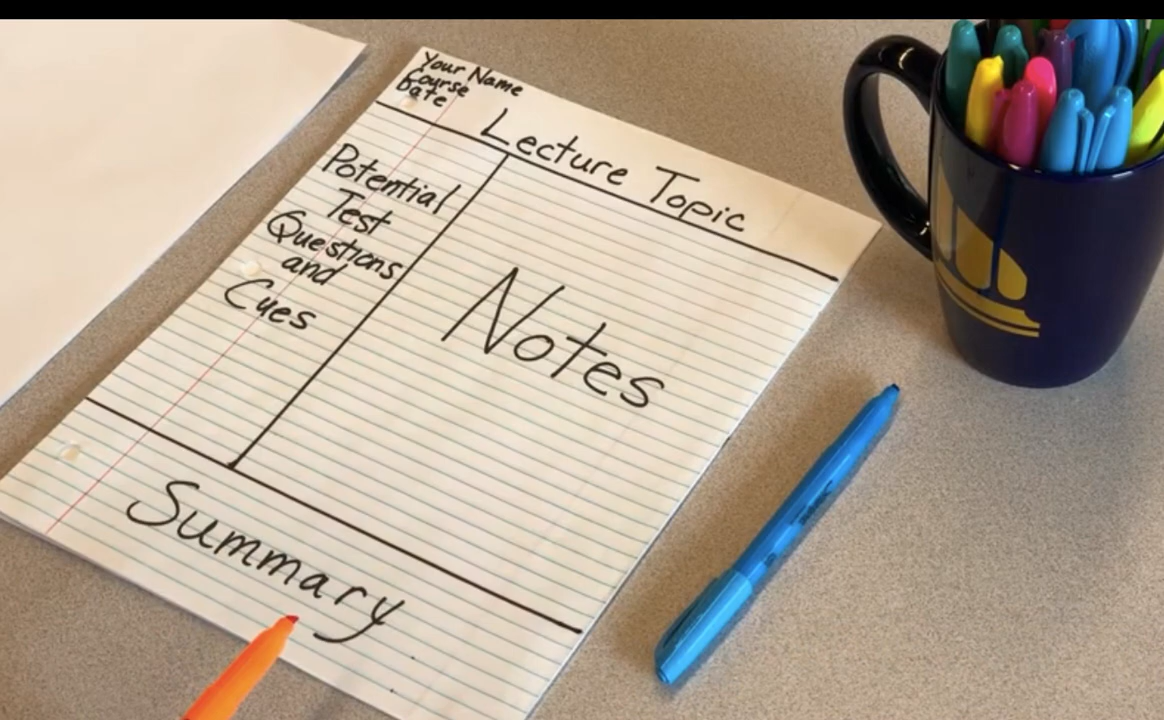 Your Name
Course
Date
Lecture Topic
Potential
Test
Questions
and
Cues
Notes
Summary